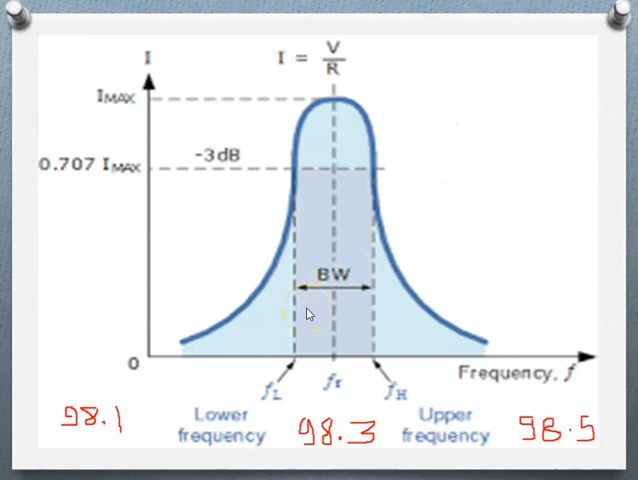 I
I = V
R
IMAX
0.707 IMAX
-3dB
BW
0
fL
fr
fH
Frequency, f
98.1
Lower
frequency
98.3
Upper
frequency
98.5